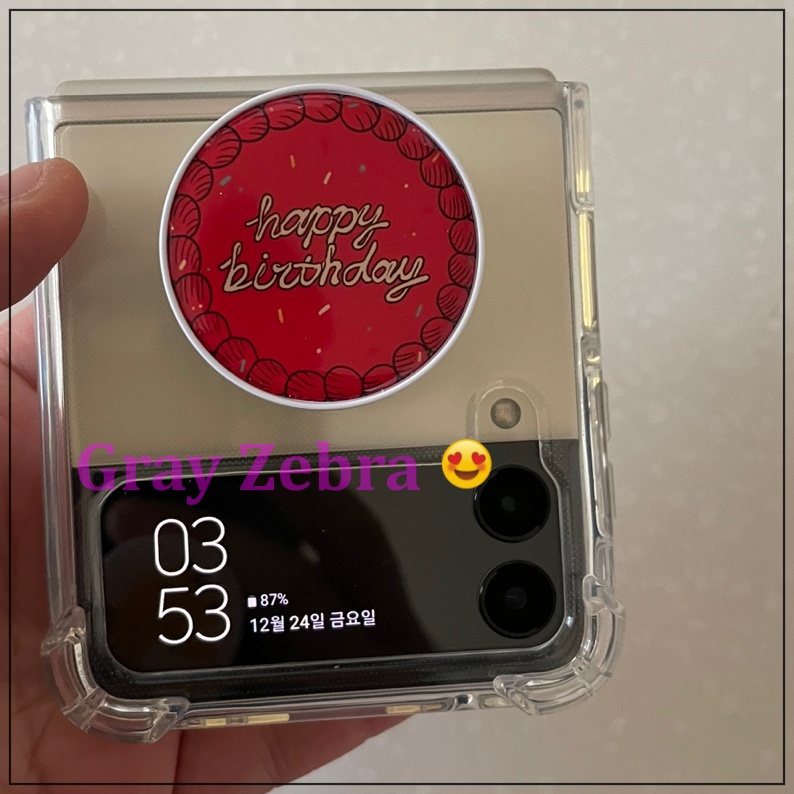 happy
birthday
Gray Zebra 😍
03
53
87%
12월 24일 금요일